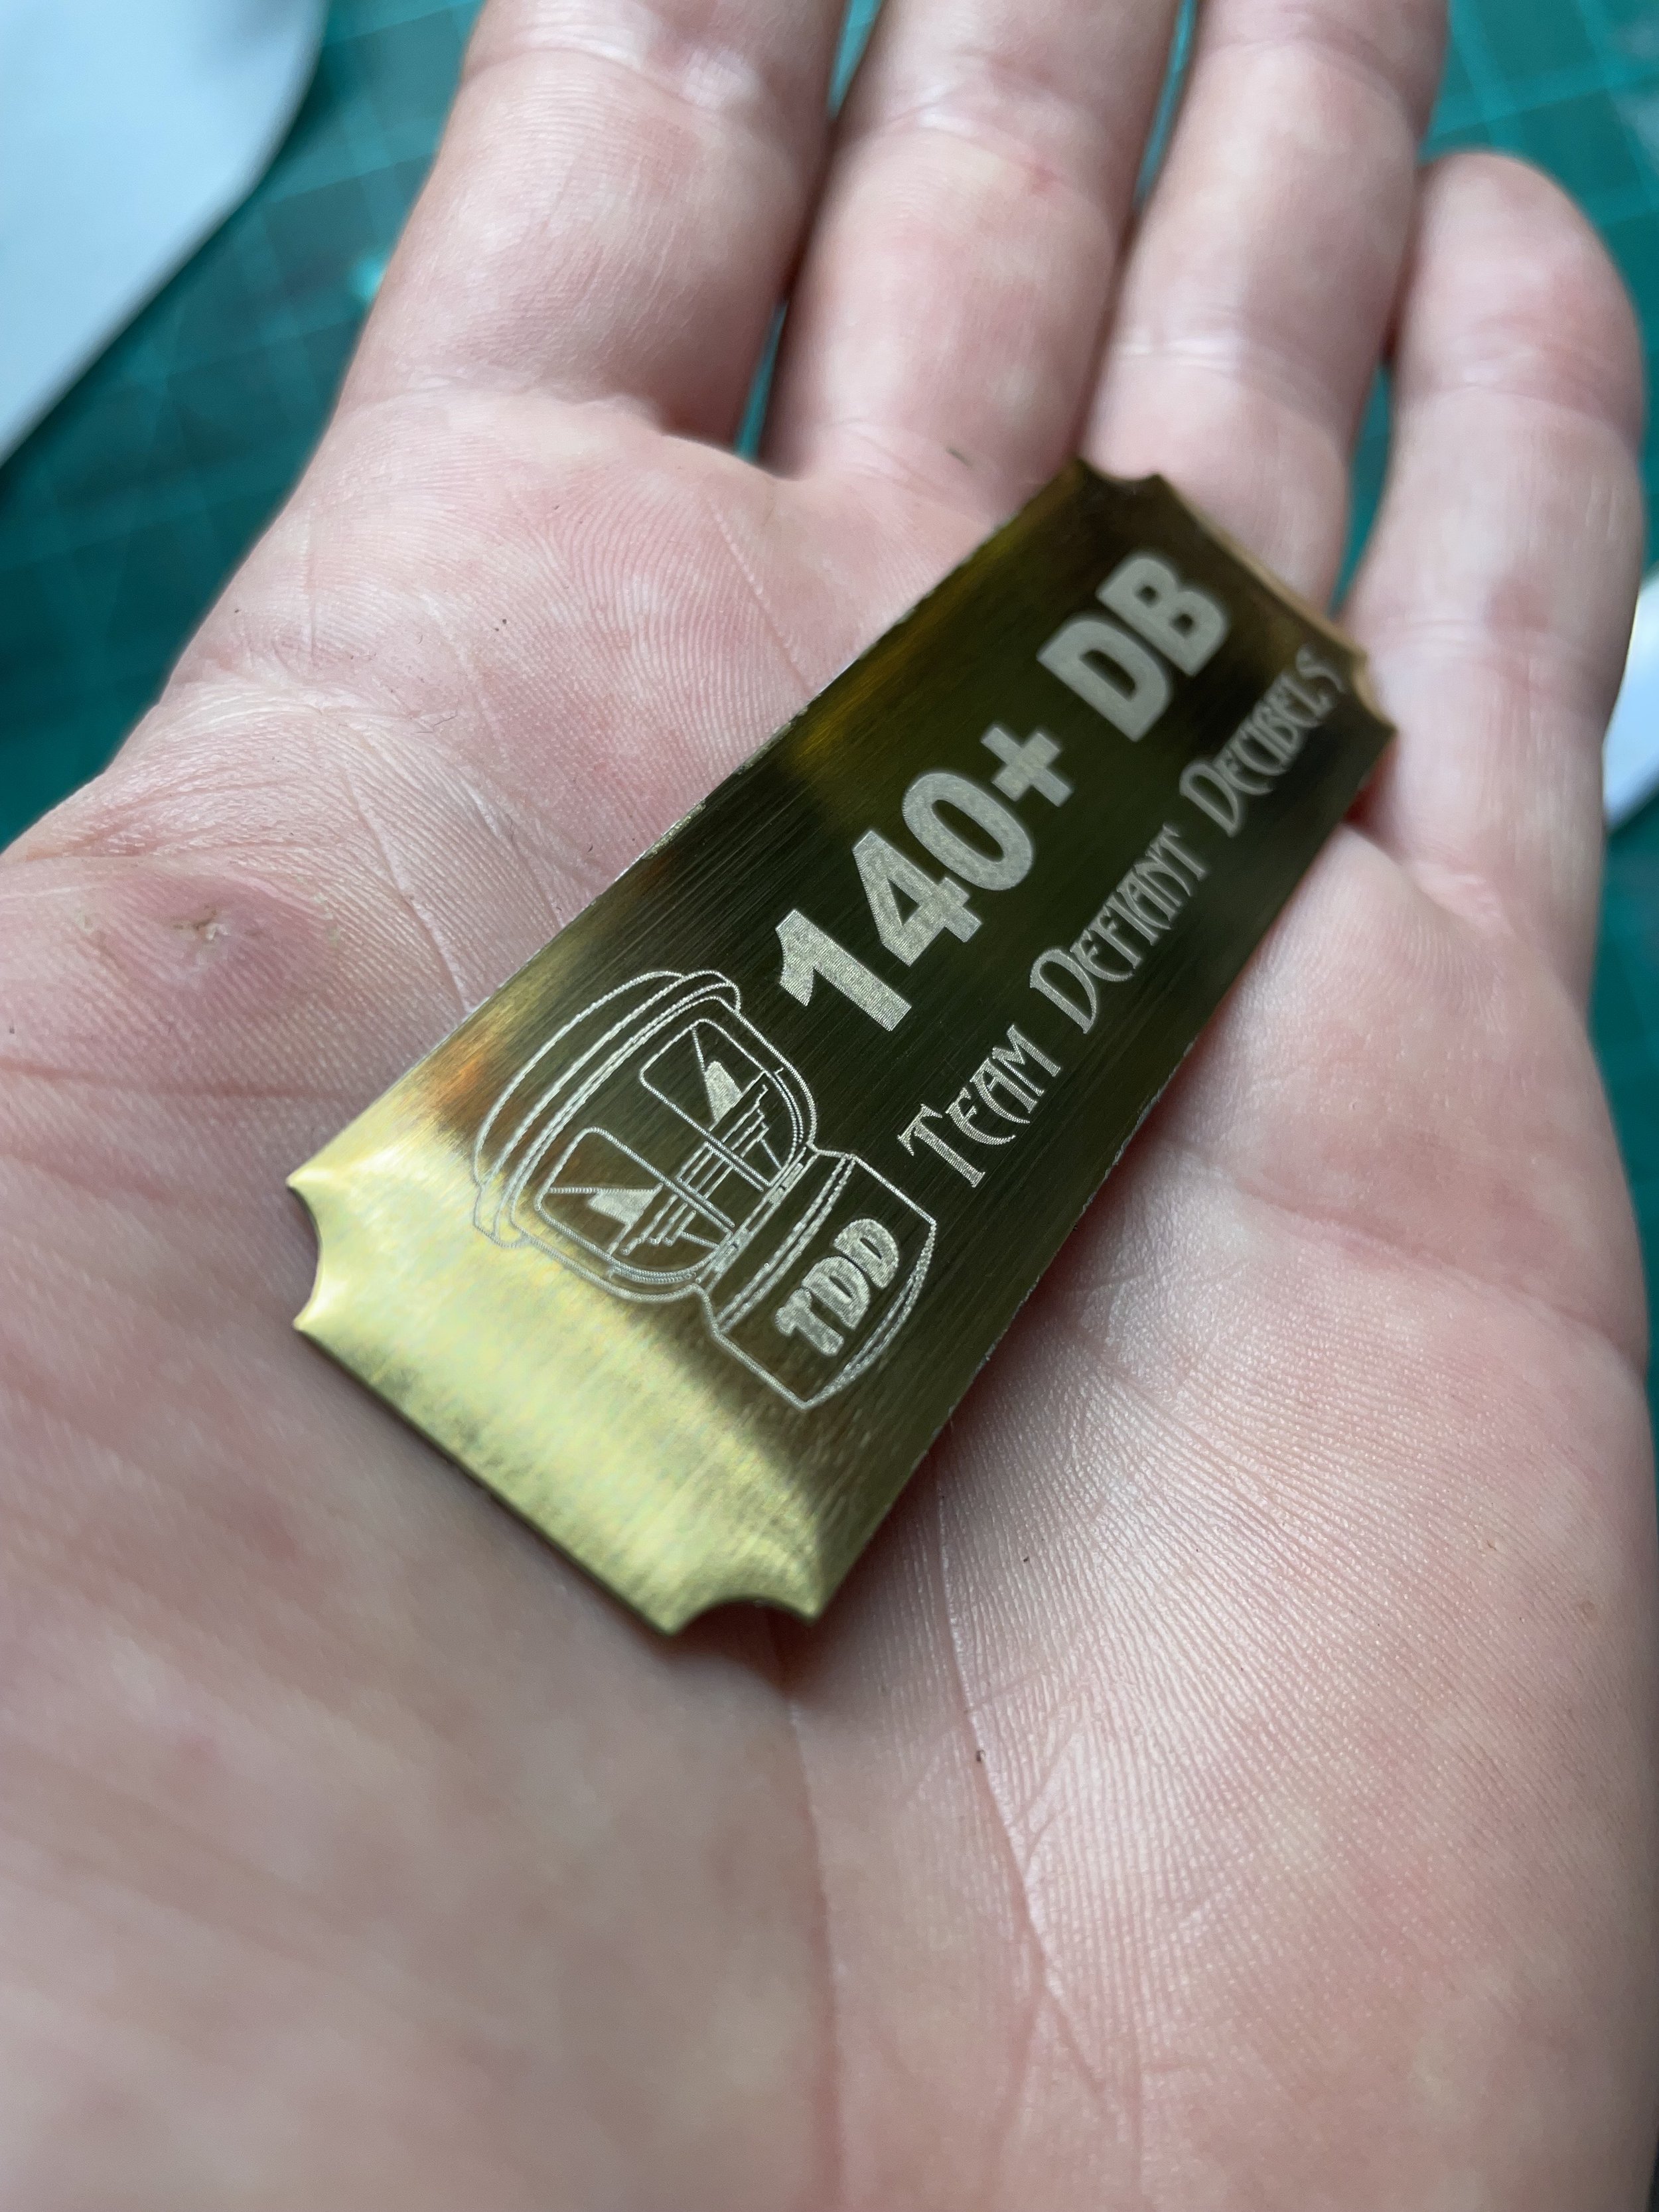 140+ DB
TEAM DEFIANT DECIBELS
TDD